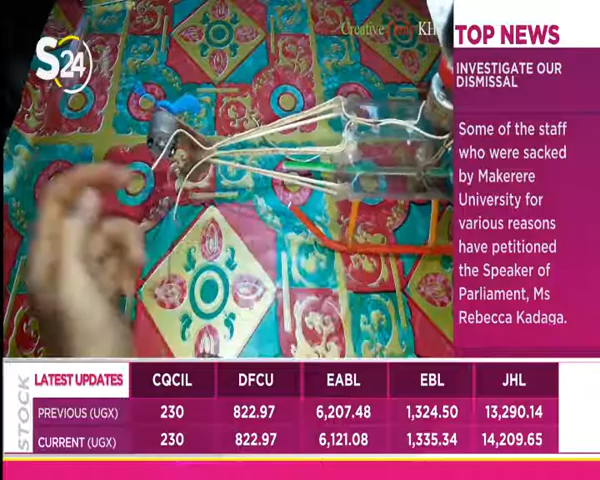 S24
Creative
KH
TOP NEWS
INVESTIGATE OUR
DISMISSAL
Some of the staff
who were sacked
by Makerere
University for
various reasons
have petitioned
the Speaker of
Parliament, Ms
Rebecca Kadaga.
STOCK
LATEST UPDATES CQCIL DFCU EABL EBL JHL
PREVIOUS (UGX) 230 822.97 6,207.48 1,324.50 13,290.14
CURRENT (UGX) 230 822.97 6,121.08 1,335.34 14,209.65